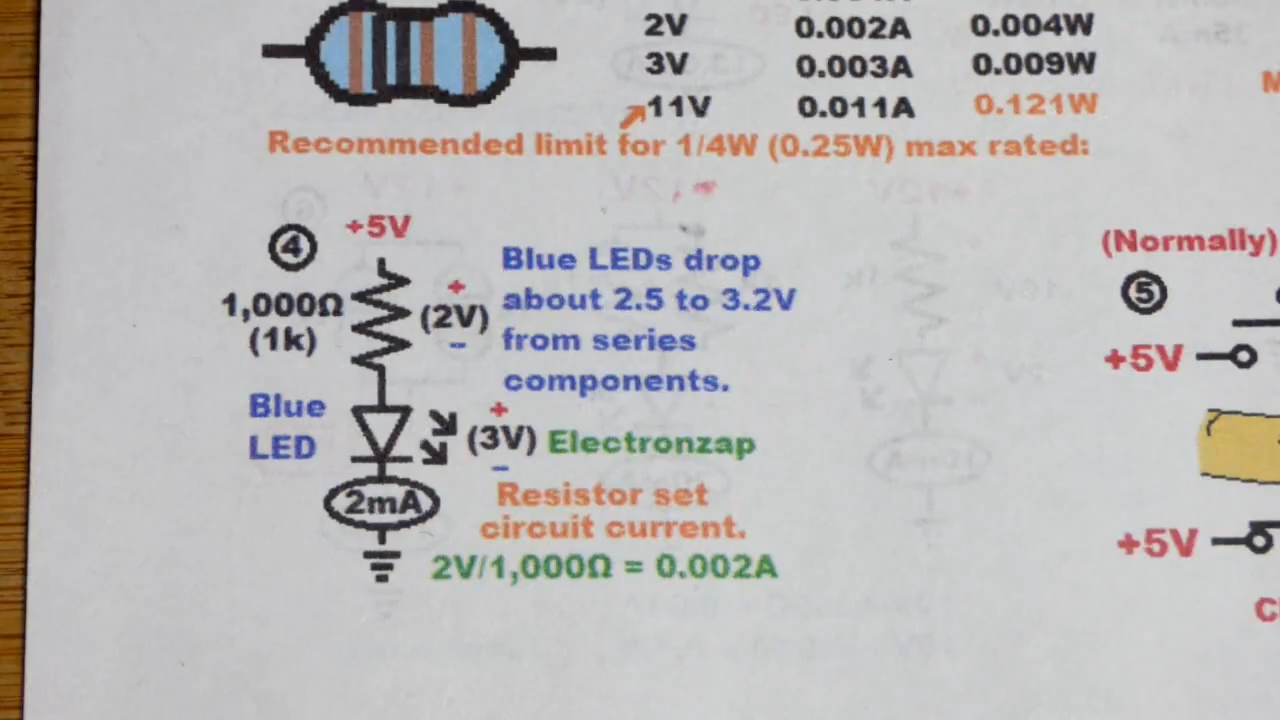 2V 0.002A 0.004W
3V 0.003A 0.009W
11V 0.011A 0.121W
Recommended limit for 1/4W (0.25W) max rated:
4 +5V
1,000Ω
(1k)
+
(2V)
-
Blue LEDs drop
about 2.5 to 3.2V
from series
components.
Blue
LED
+
(3V)
-
Electronzap
2mA
Resistor set
circuit current.
2V/1,000Ω = 0.002A
(Normally)
5
+5V
+5V